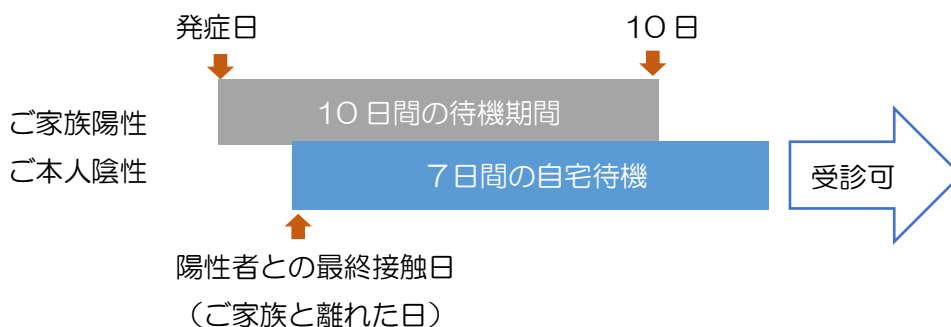 発症日
10日
10日間の待機期間
ご家族陽性
ご本人陰性
7日間の自宅待機
受診可
陽性者との最終接触日
（ご家族と離れた日）